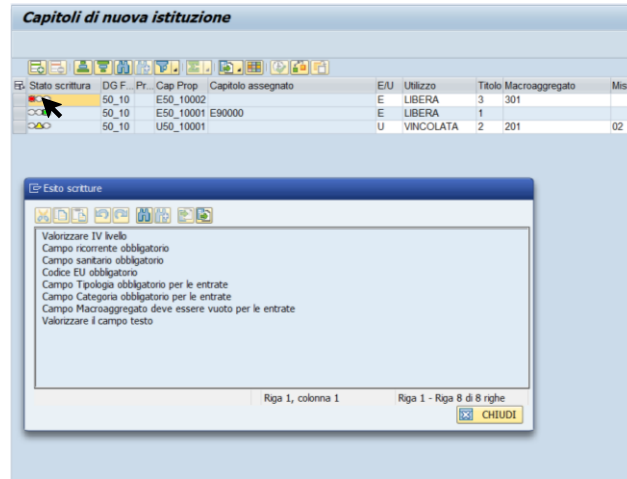 Capitoli di nuova istituzione
Stato scrittura DG F... Pr... Cap Prop Capitolo assegnato E/U Utilizzo Titolo Macroaggregato Mis
50_10 E50_10002 E LIBERA 3 301
50_10 E50_10001 E90000 E LIBERA 1
50_10 U50_10001 U VINCOLATA 2 201 02
Esito scritture
Valorizzare IV livello
Campo ricorrente obbligatorio
Campo sanitario obbligatorio
Codice EU obbligatorio
Campo Tipologia obbligatorio per le entrate
Campo Categoria obbligatorio per le entrate
Campo Macroaggregato deve essere vuoto per le entrate
Valorizzare il campo testo
Riga 1, colonna 1 Riga 1 - Riga 8 di 8 righe
CHIUDI